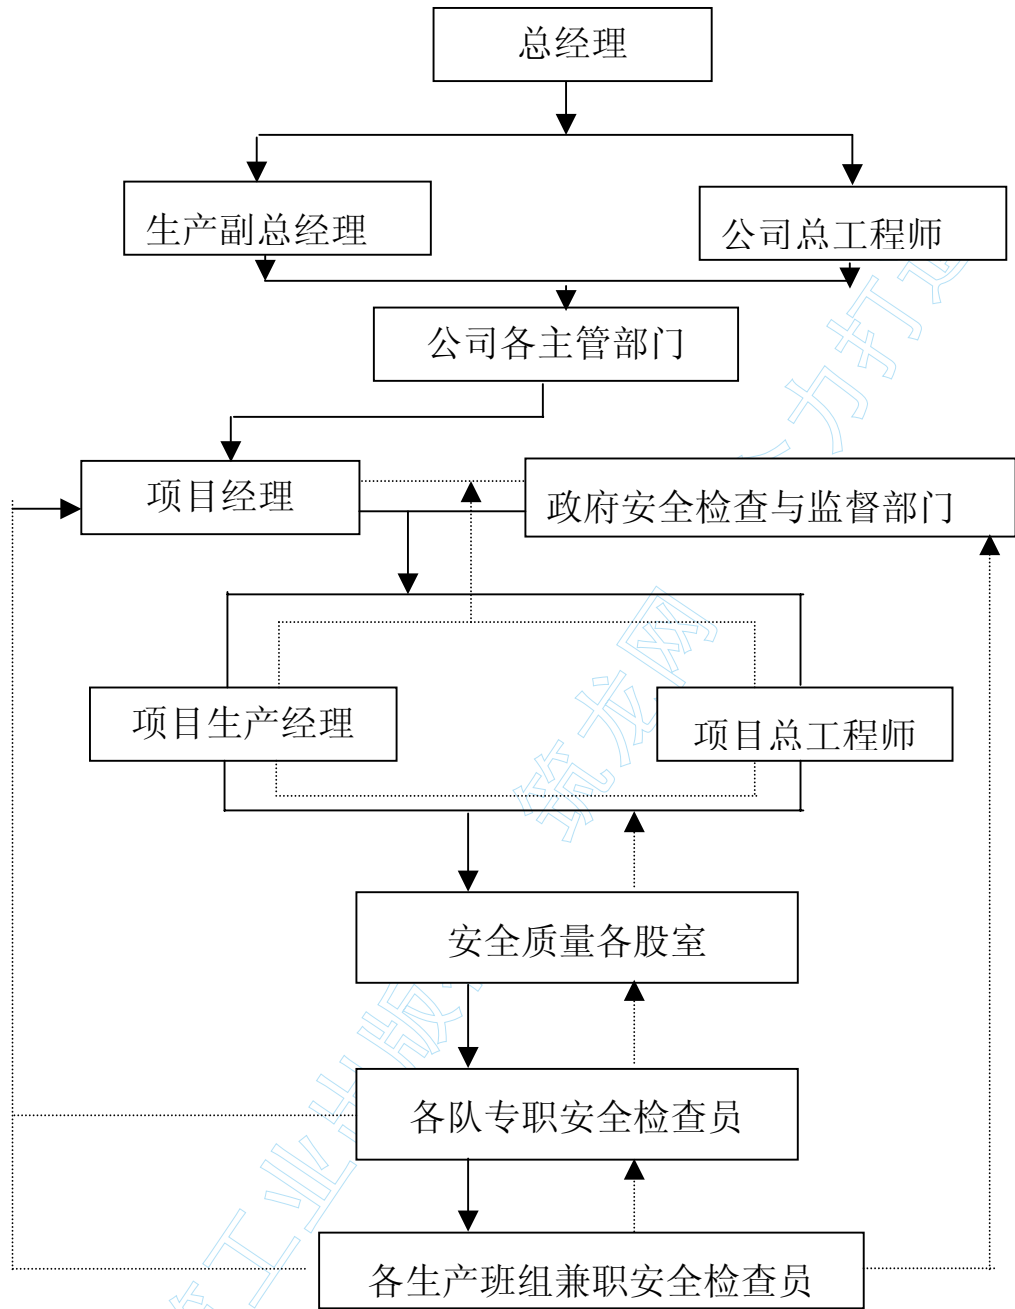 总经理
生产副总经理
公司总工程师
公司各主管部门
项目经理
政府安全检查与监督部门
项目生产经理
项目总工程师
安全质量各股室
各队专职安全检查员
各生产班组兼职安全检查员
筑龙网